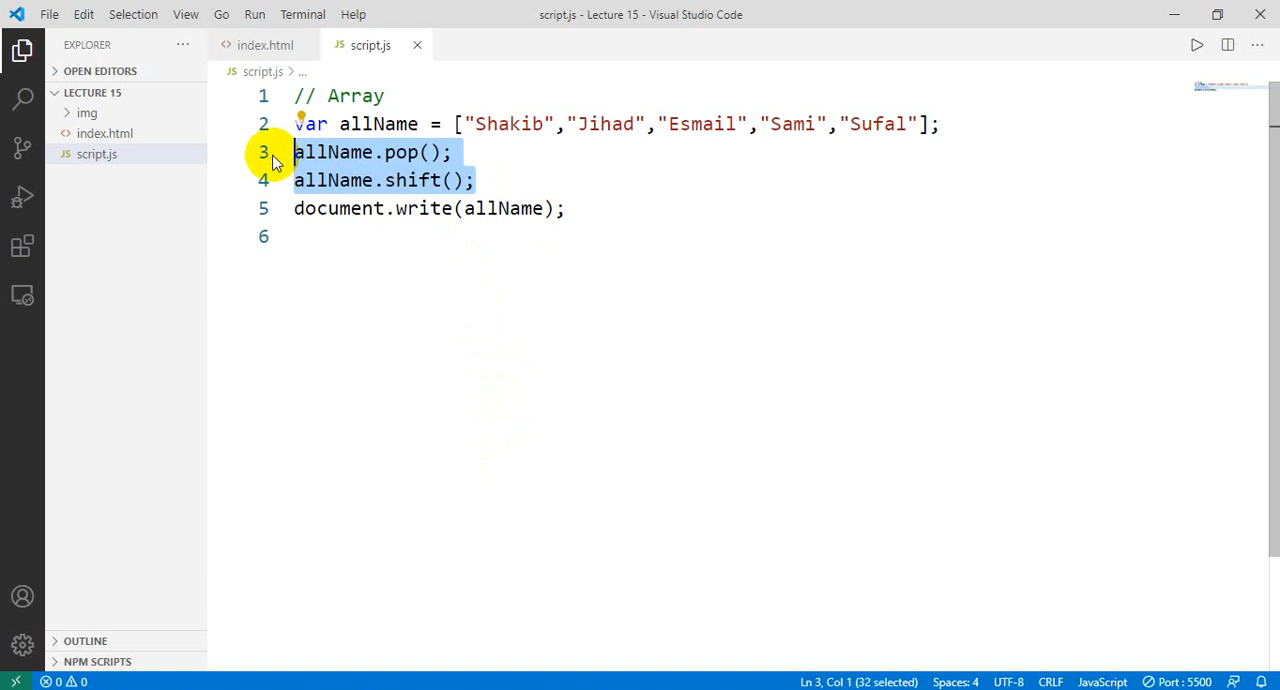 File Edit Selection View Go Run Terminal Help script.js - Lecture 15 - Visual Studio Code
EXPLORER ... <> index.html JS script.js
OPEN EDITORS JS script.js > ...
LECTURE 15
img
<> index.html
JS script.js
1 // Array
2 var allName = ["Shakib","Jihad","Esmail","Sami","Sufal"];
3 allName.pop();
4 allName.shift();
5 document.write(allName);
6
OUTLINE
NPM SCRIPTS
0 0 Ln 3, Col 1 (32 selected) Spaces: 4 UTF-8 CRLF JavaScript Port : 5500